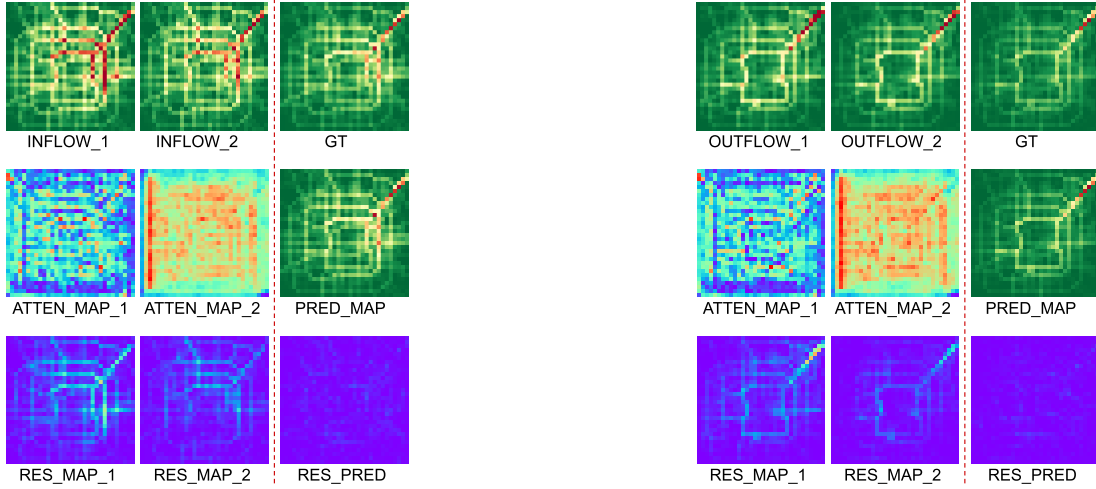 INFLOW_1 INFLOW_2 GT OUTFLOW_1 OUTFLOW_2 GT
ATTEN_MAP_1 ATTEN_MAP_2 PRED_MAP ATTEN_MAP_1 ATTEN_MAP_2 PRED_MAP
RES_MAP_1 RES_MAP_2 RES_PRED RES_MAP_1 RES_MAP_2 RES_PRED